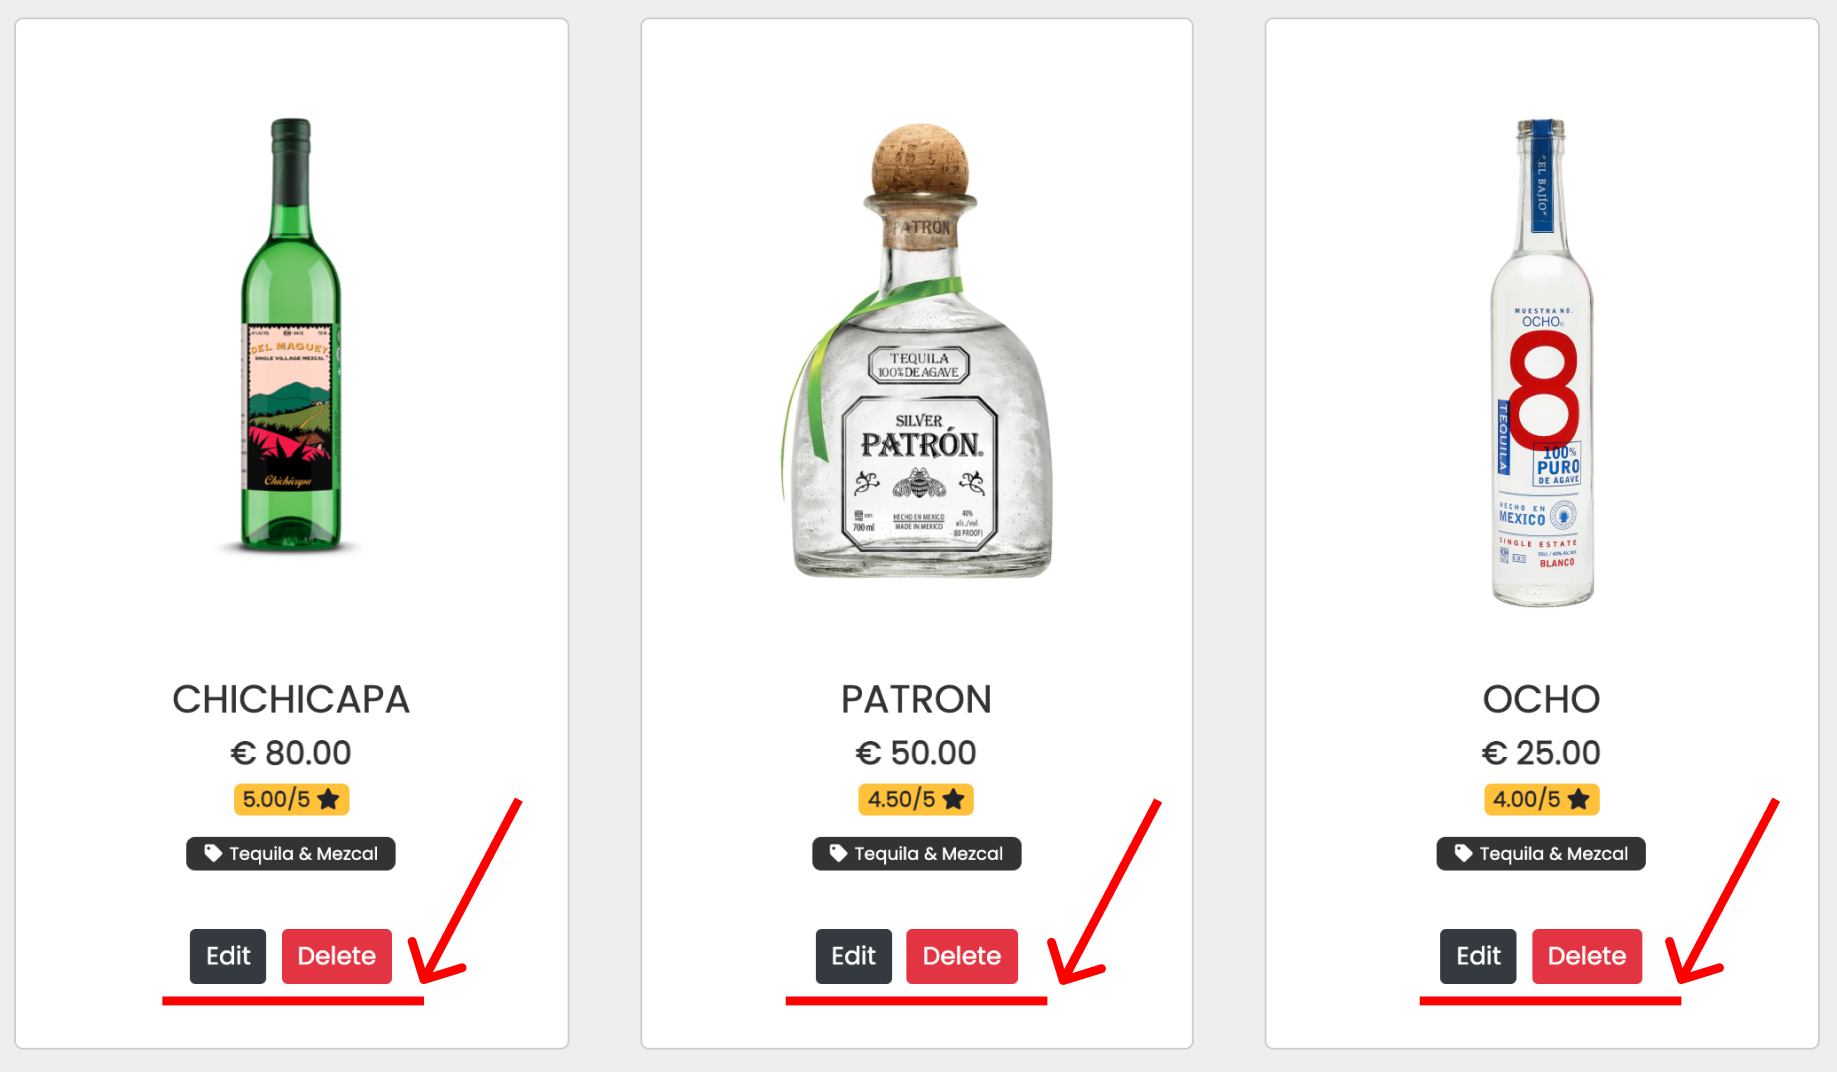 DEL MAGUEY
SINGLE VILLAGE MEZCAL
Chichicapa
CHICHICAPA
€ 80.00
5.00/5
Tequila & Mezcal
Edit Delete
PATRÓN
TEQUILA
100% DE AGAVE
SILVER
PATRÓN
700 ml
HECHO EN MEXICO
MADE IN MEXICO
40%
alc./vol.
(80 PROOF)
PATRON
€ 50.00
4.50/5
Tequila & Mezcal
Edit Delete
"EL BAJÍO"
MUESTRA NO.
OCHO
8
TEQUILA
100%
PURO
DE AGAVE
HECHO EN
MEXICO
SINGLE ESTATE
BLANCO
OCHO
€ 25.00
4.00/5
Tequila & Mezcal
Edit Delete